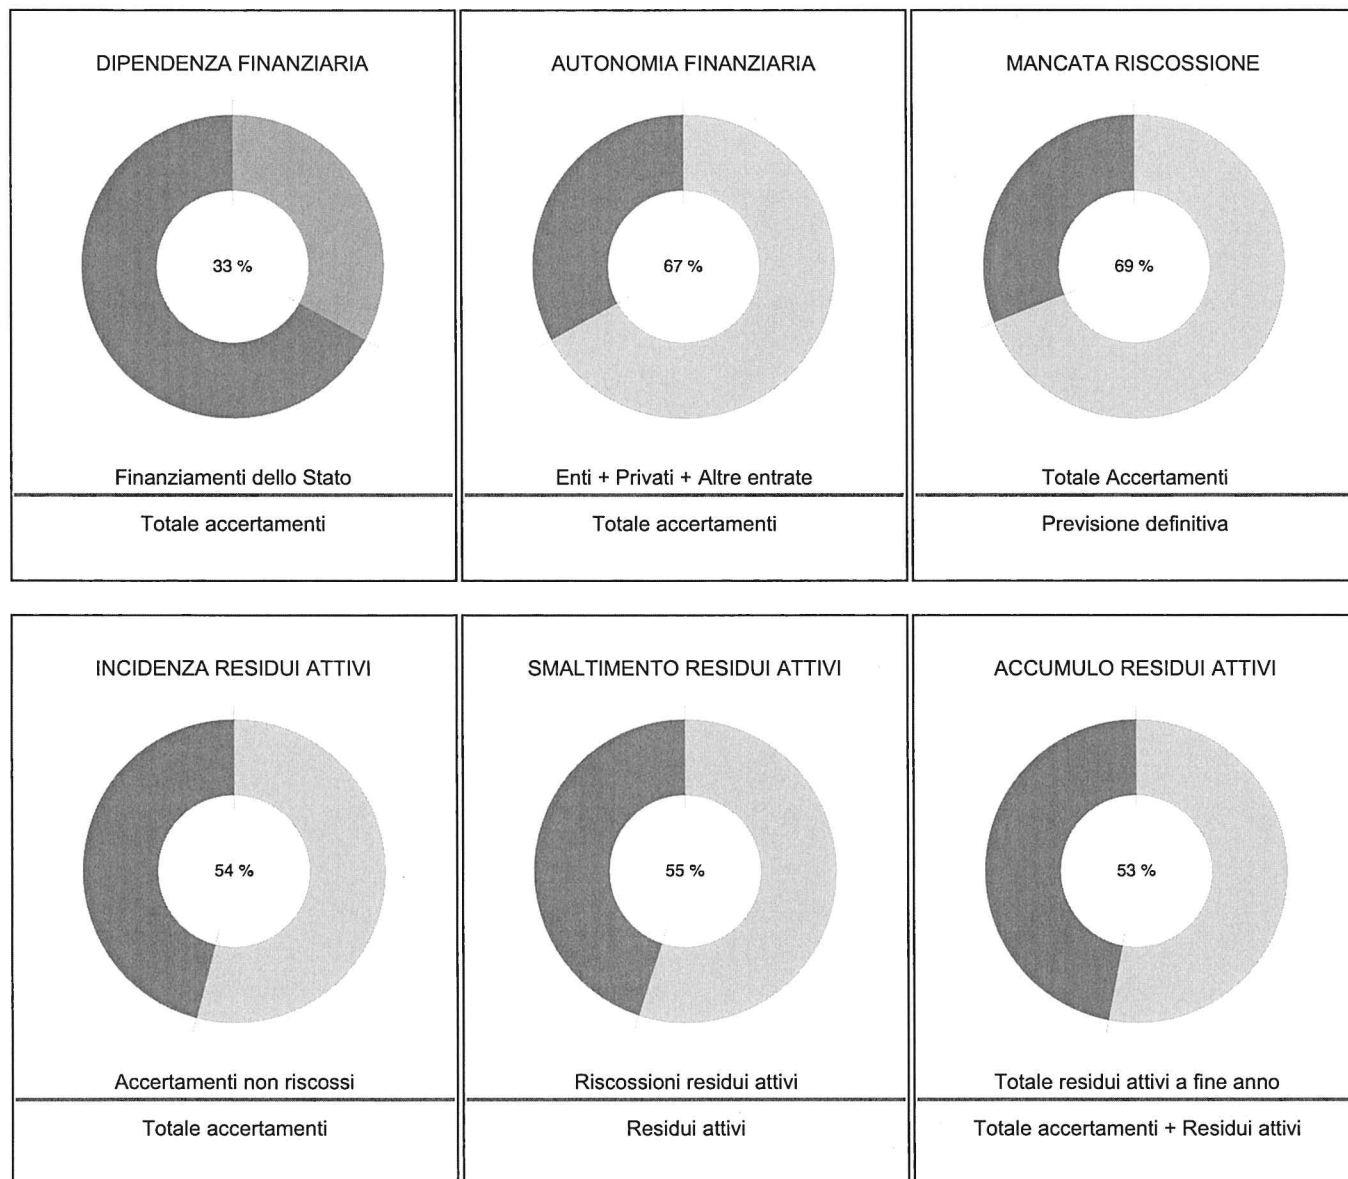 DIPENDENZA FINANZIARIA
33 %
Finanziamenti dello Stato
Totale accertamenti
AUTONOMIA FINANZIARIA
67 %
Enti + Privati + Altre entrate
Totale accertamenti
MANCATA RISCOSSIONE
69 %
Totale Accertamenti
Previsione definitiva
INCIDENZA RESIDUI ATTIVI
54 %
Accertamenti non riscossi
Totale accertamenti
SMALTIMENTO RESIDUI ATTIVI
55 %
Riscossioni residui attivi
Residui attivi
ACCUMULO RESIDUI ATTIVI
53 %
Totale residui attivi a fine anno
Totale accertamenti + Residui attivi